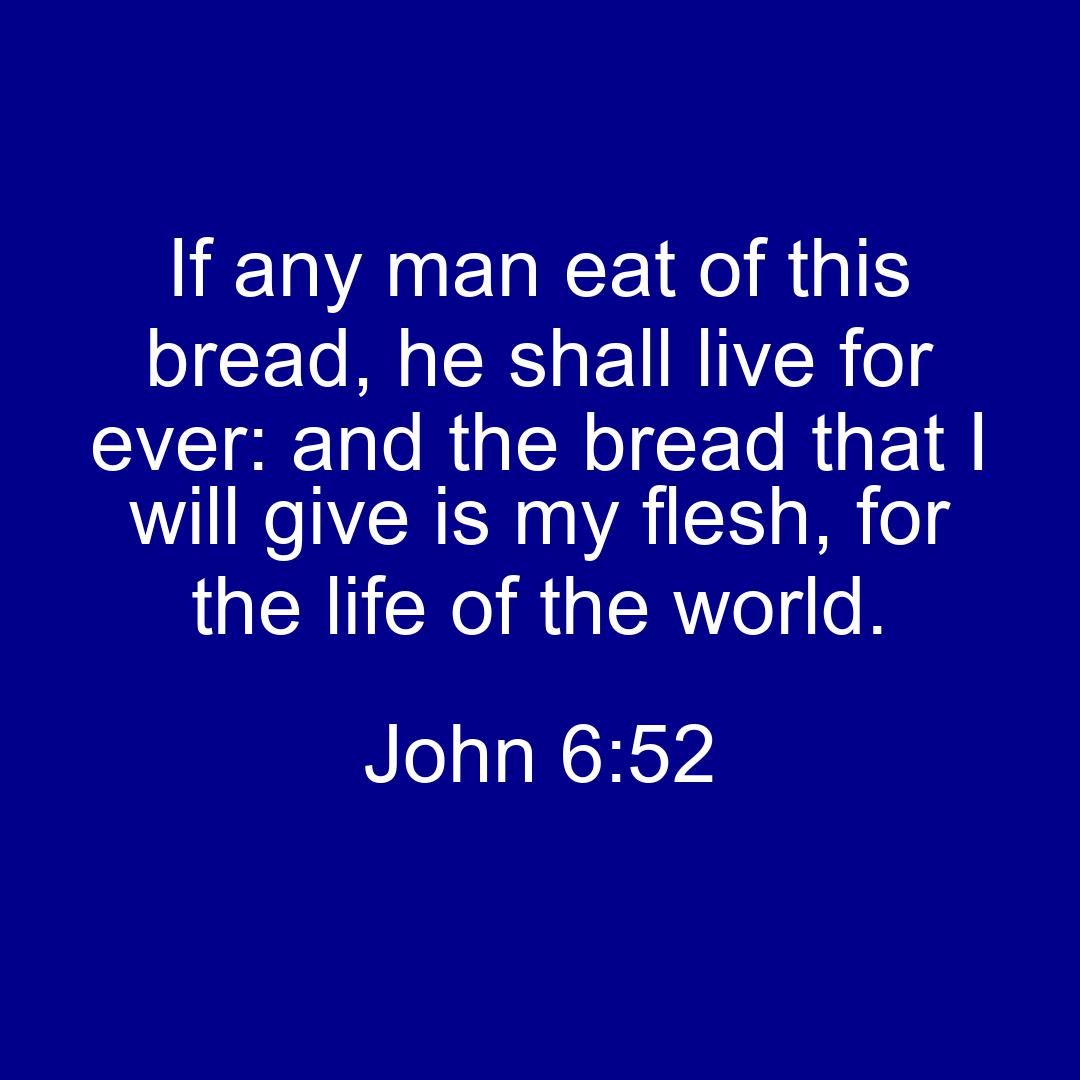 If any man eat of this
bread, he shall live for
ever: and the bread that I
will give is my flesh, for
the life of the world.
John 6:52